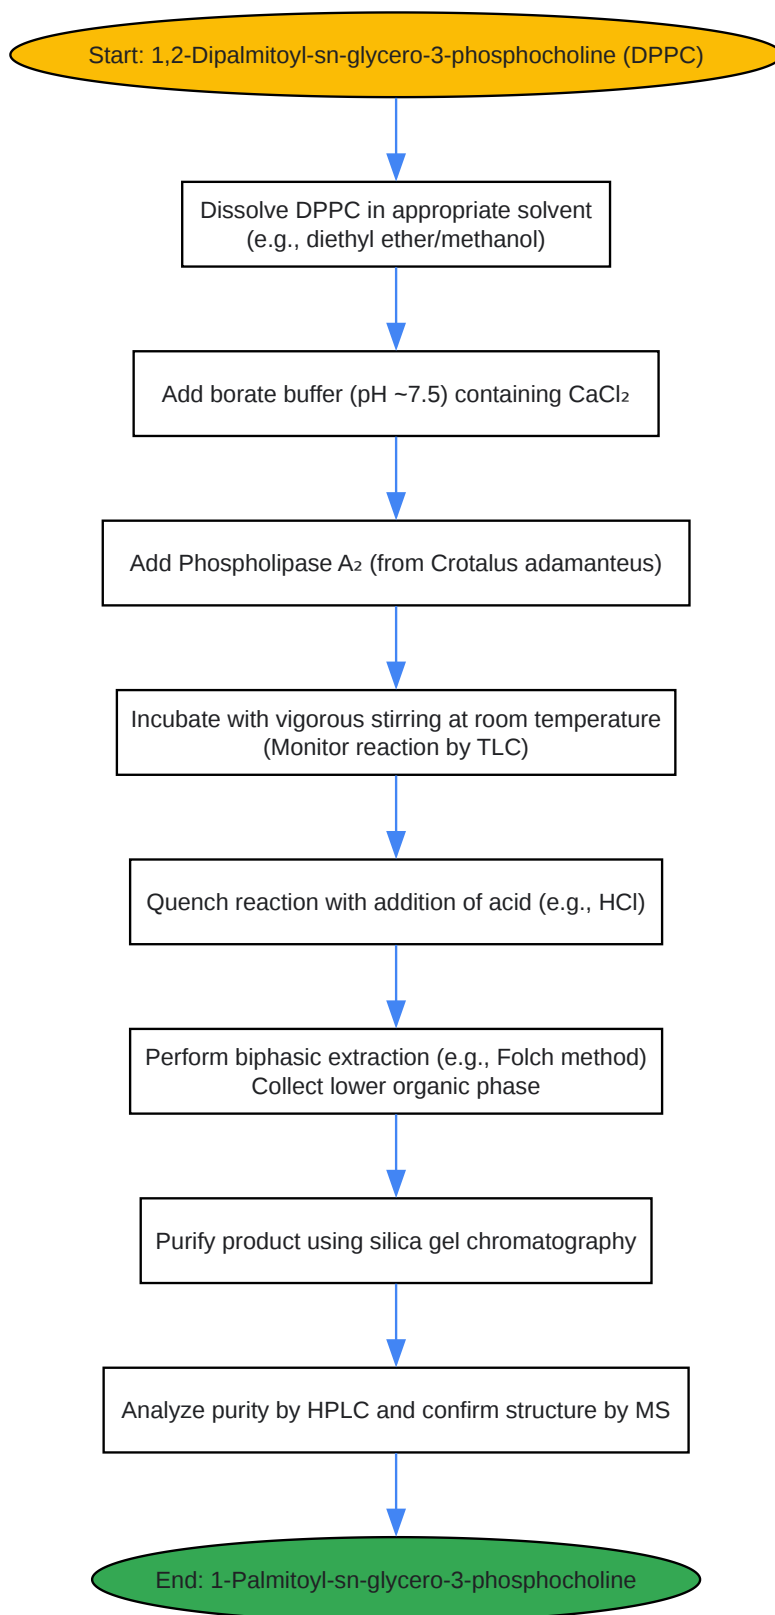 Start: 1,2-Dipalmitoyl-sn-glycero-3-phosphocholine (DPPC)
Dissolve DPPC in appropriate solvent
(e.g., diethyl ether/methanol)
Add borate buffer (pH ~7.5) containing CaCl₂
Add Phospholipase A₂ (from Crotalus adamanteus)
Incubate with vigorous stirring at room temperature
(Monitor reaction by TLC)
Quench reaction with addition of acid (e.g., HCl)
Perform biphasic extraction (e.g., Folch method)
Collect lower organic phase
Purify product using silica gel chromatography
Analyze purity by HPLC and confirm structure by MS
End: 1-Palmitoyl-sn-glycero-3-phosphocholine